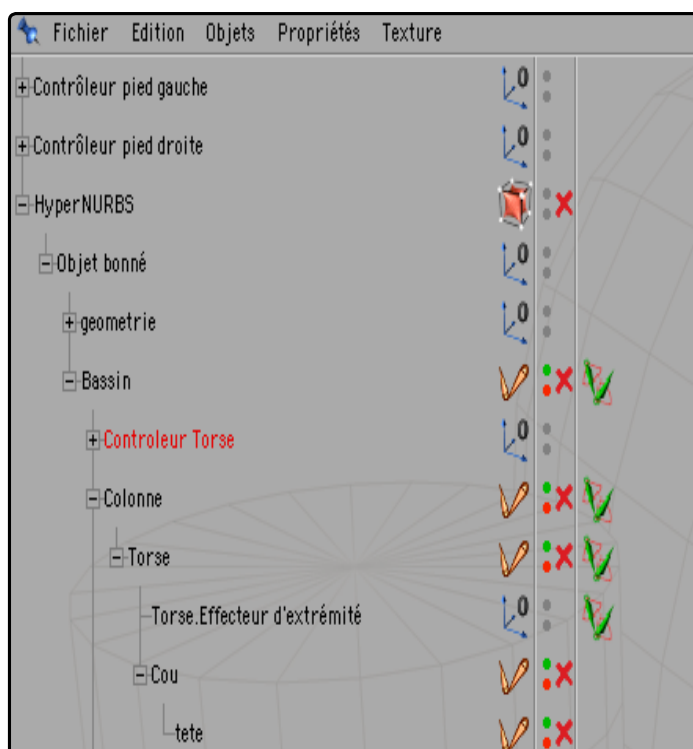 Fichier Edition Objets Propriétés Texture
Contrôleur pied gauche
Contrôleur pied droite
HyperNURBS
Objet bonné
geometrie
Bassin
Controleur Torse
Colonne
Torse
Torse.Effecteur d'extrémité
Cou
tete